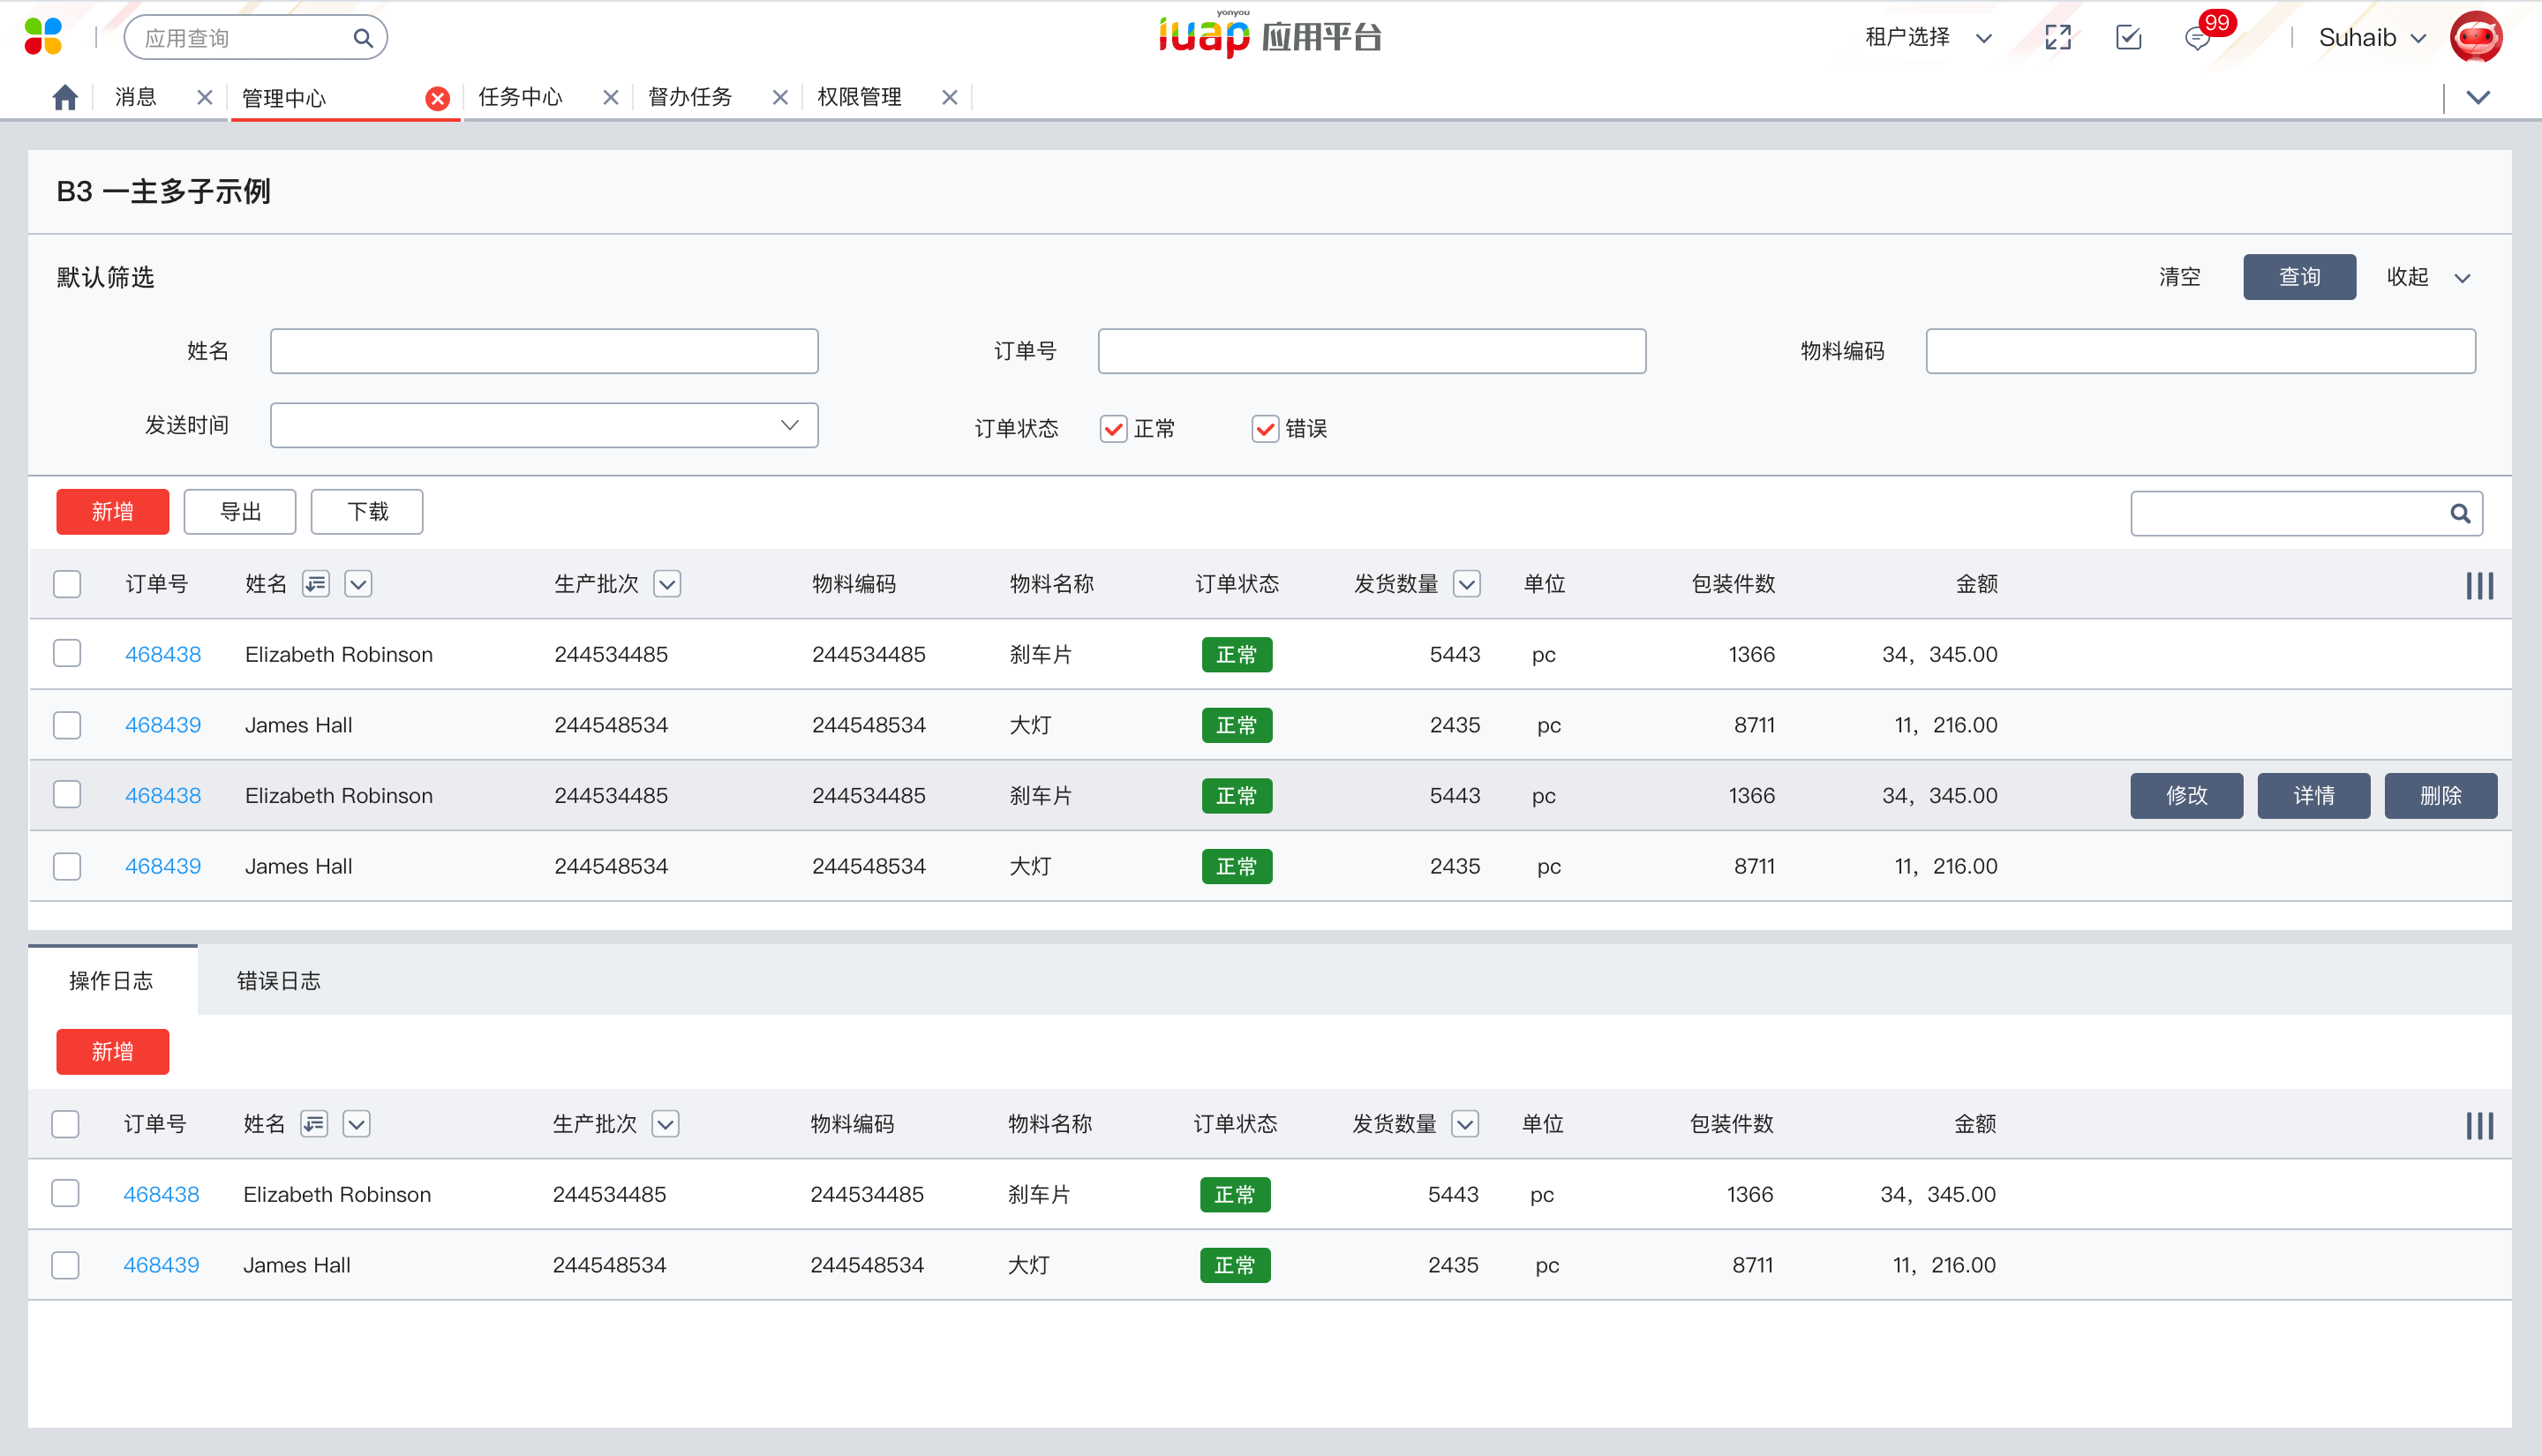 应用查询
yonyou
iuap 应用平台
租户选择
99
Suhaib
消息
管理中心
任务中心
督办任务
权限管理
B3 一主多子示例
默认筛选
清空
查询
收起
姓名
订单号
物料编码
发送时间
订单状态
正常
错误
新增
导出
下载
订单号 姓名 生产批次 物料编码 物料名称 订单状态 发货数量 单位 包装件数 金额
468438 Elizabeth Robinson 244534485 244534485 刹车片 正常 5443 pc 1366 34，345.00
468439 James Hall 244548534 244548534 大灯 正常 2435 pc 8711 11，216.00
468438 Elizabeth Robinson 244534485 244534485 刹车片 正常 5443 pc 1366 34，345.00 修改 详情 删除
468439 James Hall 244548534 244548534 大灯 正常 2435 pc 8711 11，216.00
操作日志
错误日志
新增
订单号 姓名 生产批次 物料编码 物料名称 订单状态 发货数量 单位 包装件数 金额
468438 Elizabeth Robinson 244534485 244534485 刹车片 正常 5443 pc 1366 34，345.00
468439 James Hall 244548534 244548534 大灯 正常 2435 pc 8711 11，216.00